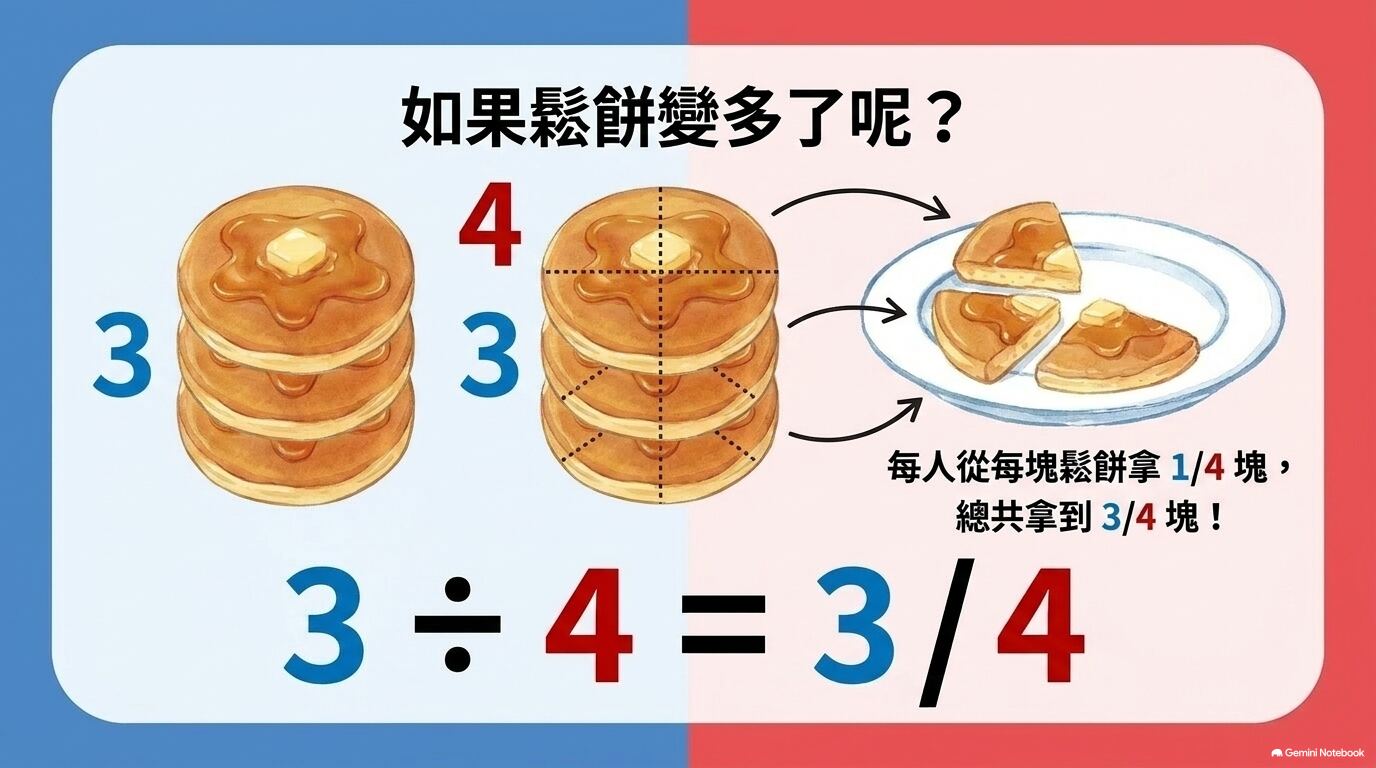 如果鬆餅變多了呢？
3
4
3
每人從每塊鬆餅拿 1/4 塊，
總共拿到 3/4 塊！
3 ÷ 4 = 3/4
Gemini Notebook